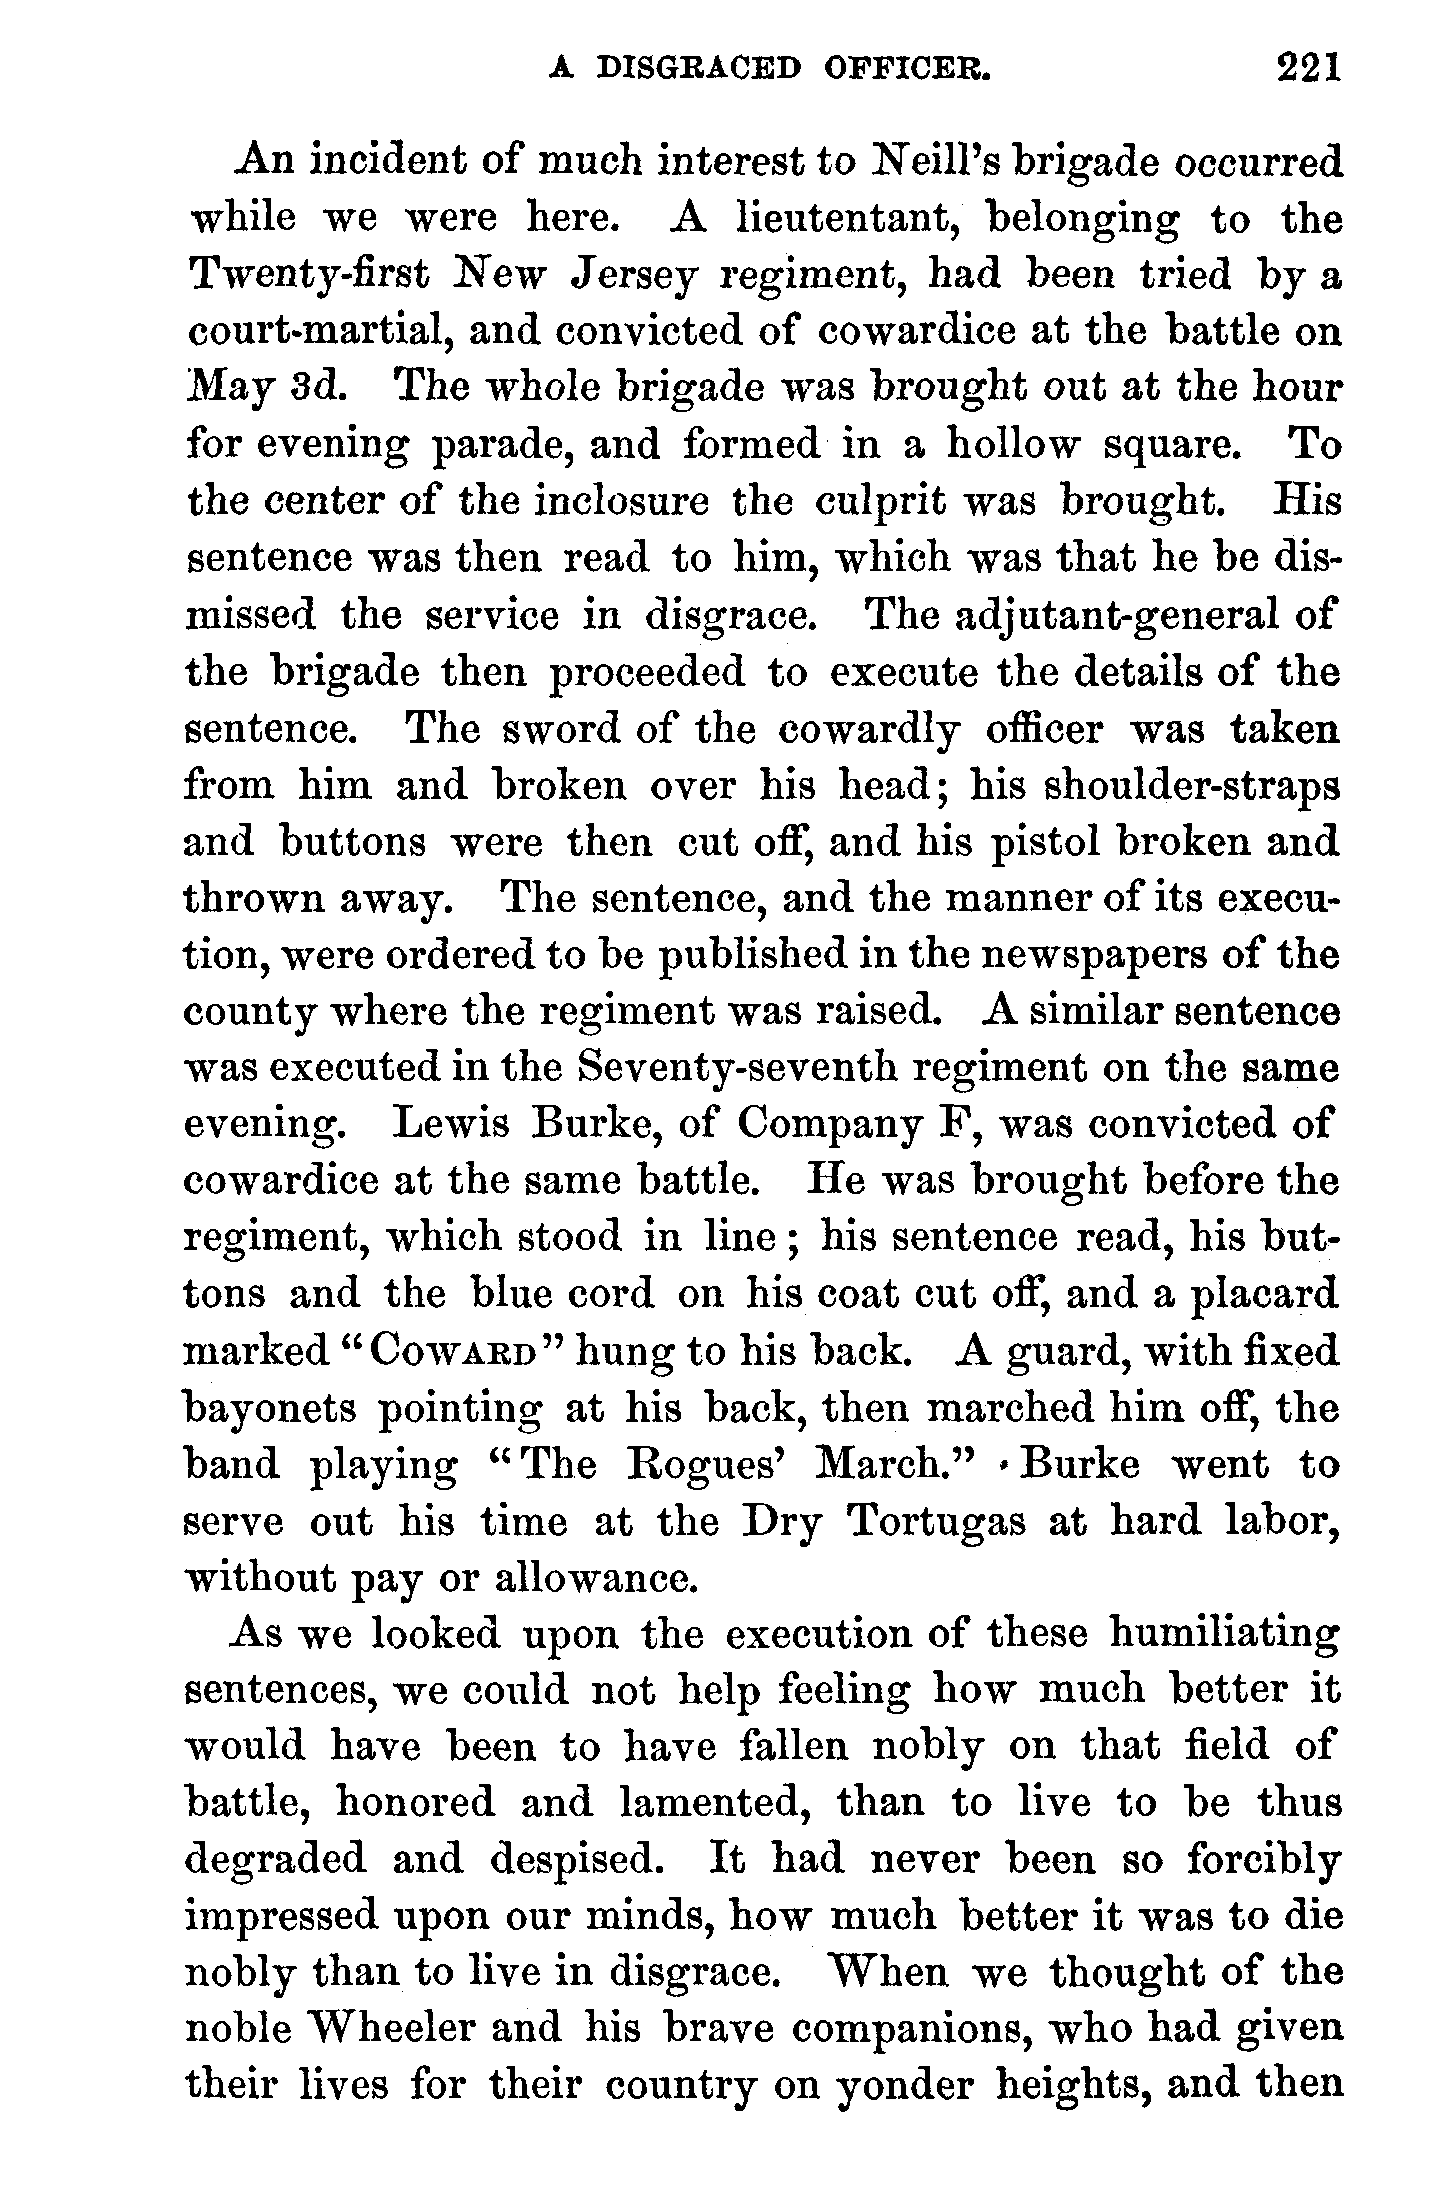 A DISGRACED OFFICER. 221
An incident of much interest to Neill's brigade occurred
while we were here. A lieutentant, belonging to the
Twenty-first New Jersey regiment, had been tried by a
court-martial, and convicted of cowardice at the battle on
May 3d. The whole brigade was brought out at the hour
for evening parade, and formed in a hollow square. To
the center of the inclosure the culprit was brought. His
sentence was then read to him, which was that he be dis-
missed the service in disgrace. The adjutant-general of
the brigade then proceeded to execute the details of the
sentence. The sword of the cowardly officer was taken
from him and broken over his head; his shoulder-straps
and buttons were then cut off, and his pistol broken and
thrown away. The sentence, and the manner of its execu-
tion, were ordered to be published in the newspapers of the
county where the regiment was raised. A similar sentence
was executed in the Seventy-seventh regiment on the same
evening. Lewis Burke, of Company F, was convicted of
cowardice at the same battle. He was brought before the
regiment, which stood in line; his sentence read, his but-
tons and the blue cord on his coat cut off, and a placard
marked "COWARD" hung to his back. A guard, with fixed
bayonets pointing at his back, then marched him off, the
band playing "The Rogues' March." Burke went to
serve out his time at the Dry Tortugas at hard labor,
without pay or allowance.
As we looked upon the execution of these humiliating
sentences, we could not help feeling how much better it
would have been to have fallen nobly on that field of
battle, honored and lamented, than to live to be thus
degraded and despised. It had never been so forcibly
impressed upon our minds, how much better it was to die
nobly than to live in disgrace. When we thought of the
noble Wheeler and his brave companions, who had given
their lives for their country on yonder heights, and then